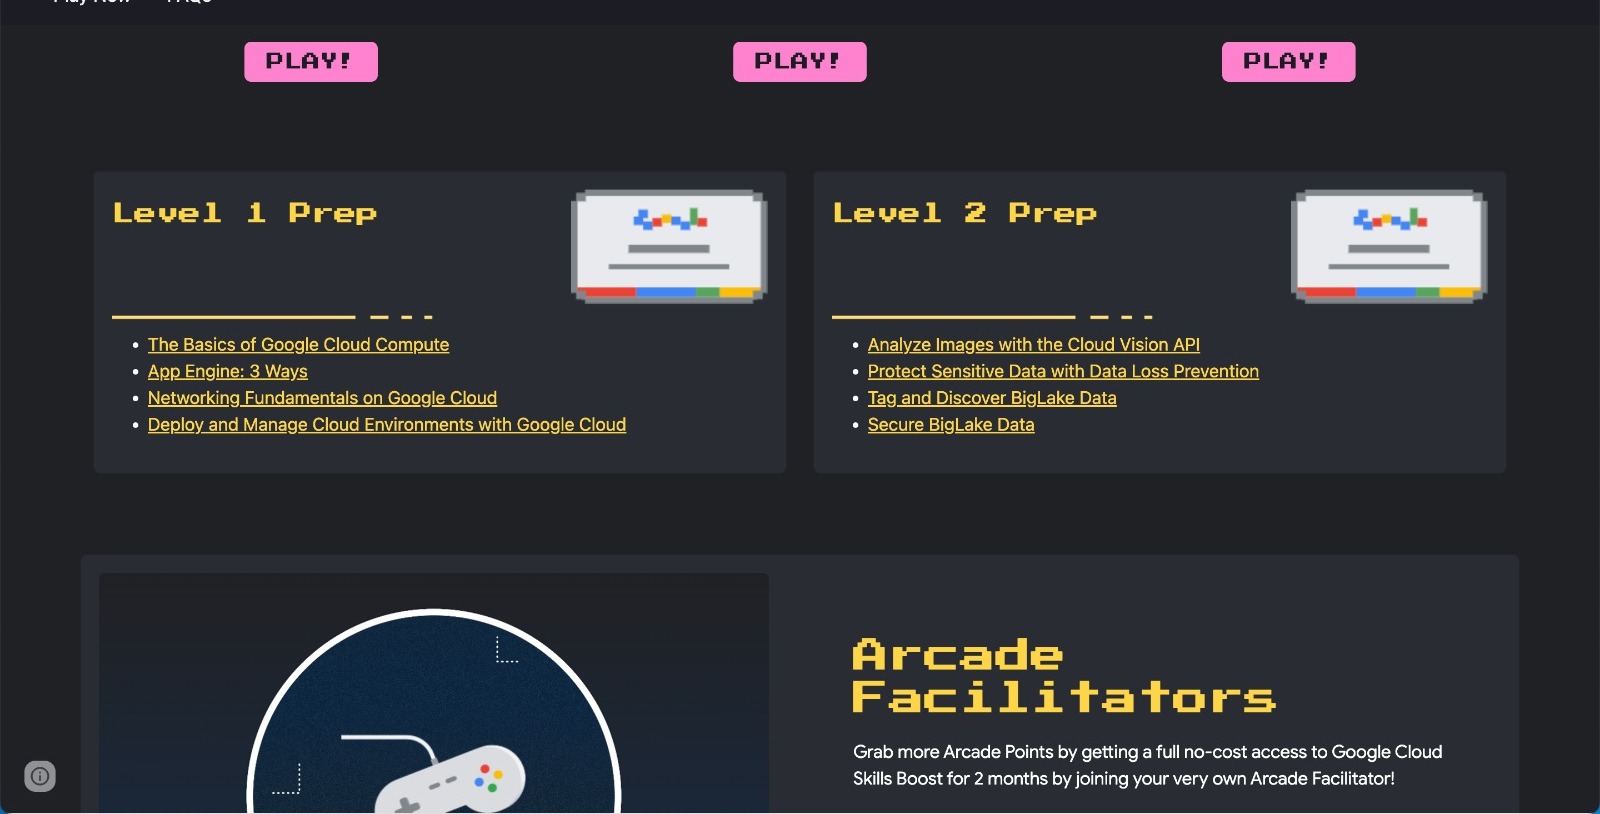 PLAY!
PLAY!
PLAY!
Level 1 Prep
The Basics of Google Cloud Compute
App Engine: 3 Ways
Networking Fundamentals on Google Cloud
Deploy and Manage Cloud Environments with Google Cloud
Level 2 Prep
Analyze Images with the Cloud Vision API
Protect Sensitive Data with Data Loss Prevention
Tag and Discover BigLake Data
Secure BigLake Data
Arcade
Facilitators
Grab more Arcade Points by getting a full no-cost access to Google Cloud
Skills Boost for 2 months by joining your very own Arcade Facilitator!